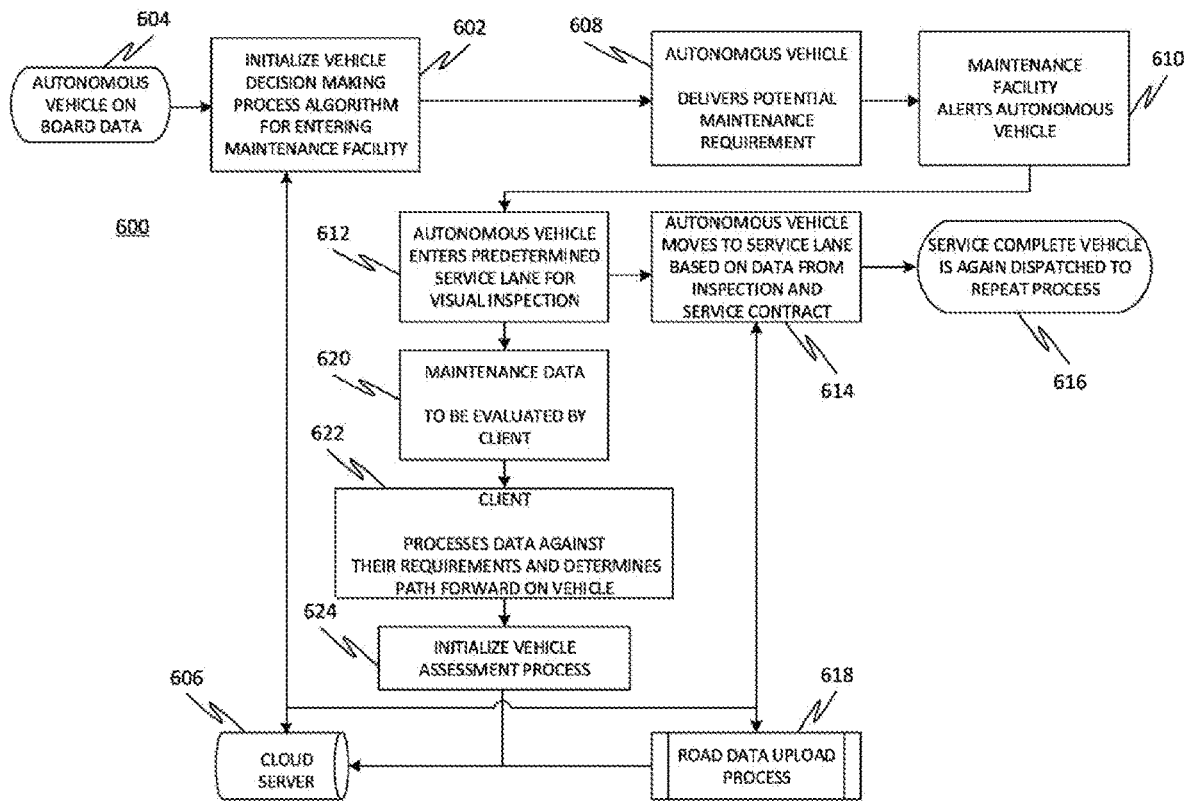 604
AUTONOMOUS
VEHICLE ON
BOARD DATA
602
INITIALIZE VEHICLE
DECISION MAKING
PROCESS ALGORITHM
FOR ENTERING
MAINTENANCE FACILITY
608
AUTONOMOUS VEHICLE
DELIVERS POTENTIAL
MAINTENANCE
REQUIREMENT
610
MAINTENANCE
FACILITY
ALERTS AUTONOMOUS
VEHICLE
600
612
AUTONOMOUS VEHICLE
ENTERS PREDETERMINED
SERVICE LANE FOR
VISUAL INSPECTION
AUTONOMOUS VEHICLE
MOVES TO SERVICE LANE
BASED ON DATA FROM
INSPECTION AND
SERVICE CONTRACT
614
SERVICE COMPLETE VEHICLE
IS AGAIN DISPATCHED TO
REPEAT PROCESS
616
620
MAINTENANCE DATA
TO BE EVALUATED BY
CLIENT
622
CLIENT
PROCESSES DATA AGAINST
THEIR REQUIREMENTS AND DETERMINES
PATH FORWARD ON VEHICLE
624
INITIALIZE VEHICLE
ASSESSMENT PROCESS
606
CLOUD
SERVER
618
ROAD DATA UPLOAD
PROCESS